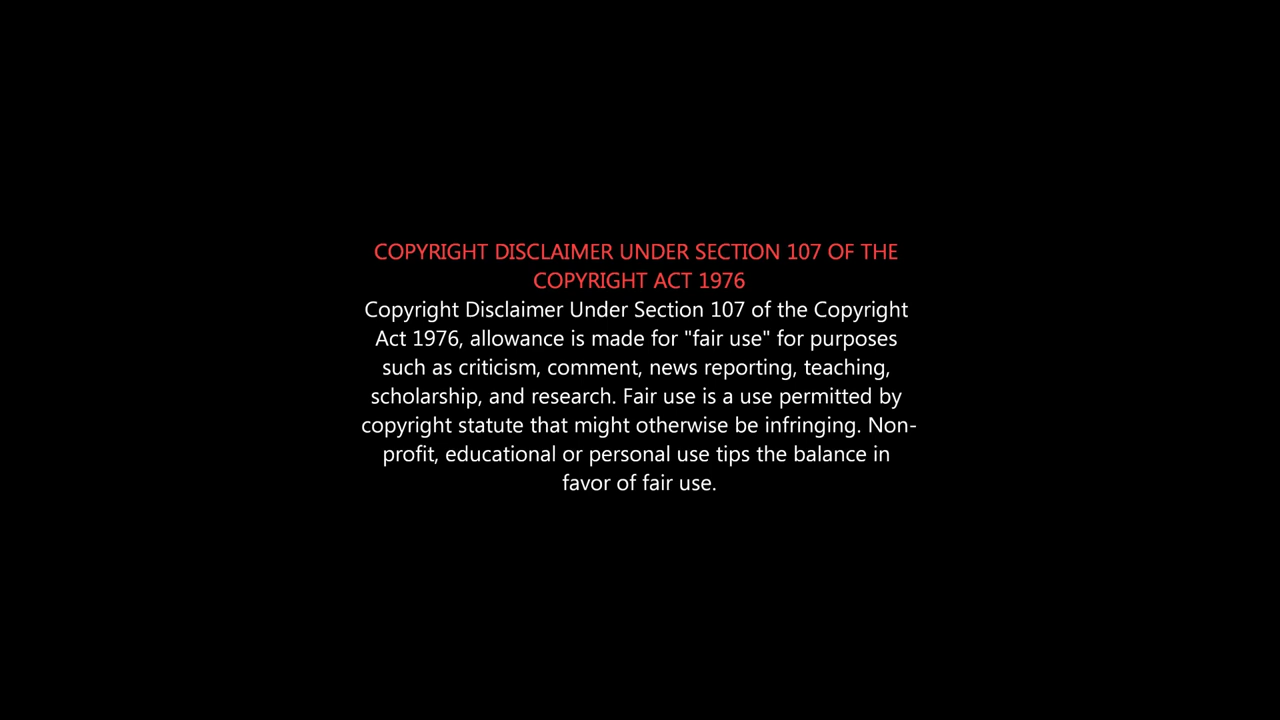 COPYRIGHT DISCLAIMER UNDER SECTION 107 OF THE
COPYRIGHT ACT 1976
Copyright Disclaimer Under Section 107 of the Copyright
Act 1976, allowance is made for "fair use" for purposes
such as criticism, comment, news reporting, teaching,
scholarship, and research. Fair use is a use permitted by
copyright statute that might otherwise be infringing. Non-
profit, educational or personal use tips the balance in
favor of fair use.